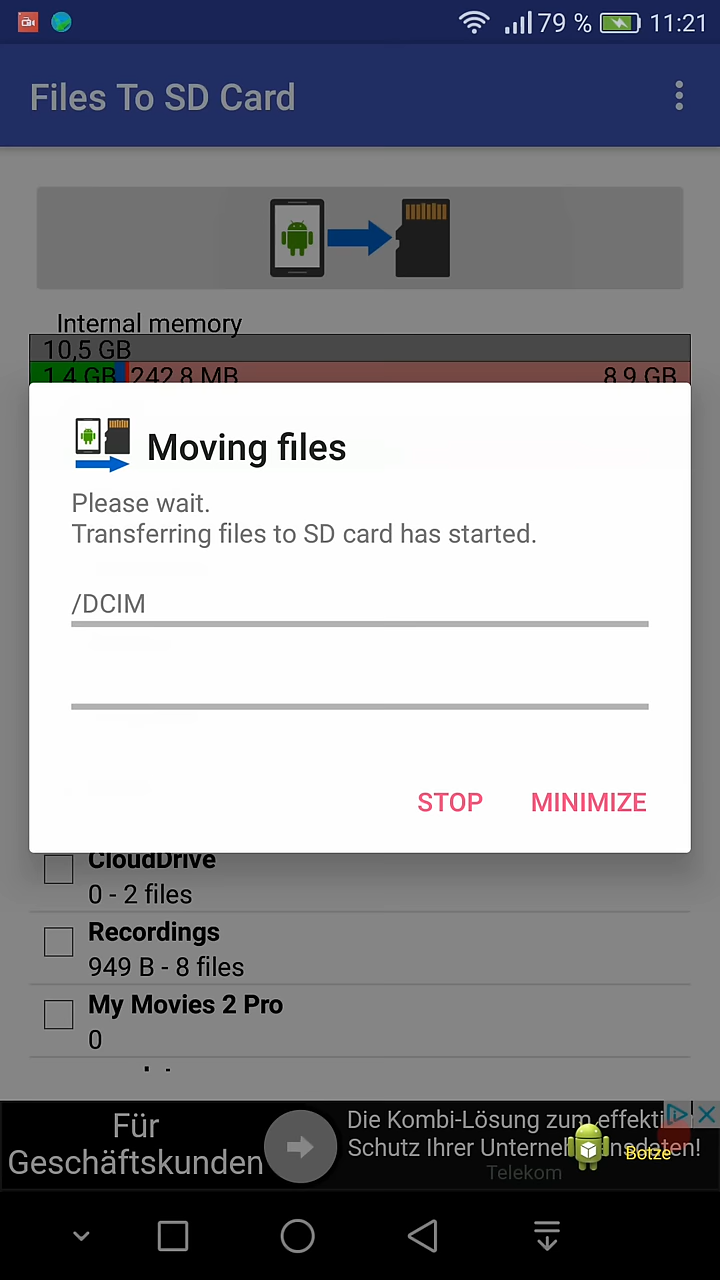 79 % 11:21
Files To SD Card
Internal memory
10,5 GB
1,4 GB 242,8 MB 8,9 GB
Moving files
Please wait.
Transferring files to SD card has started.
/DCIM
STOP MINIMIZE
CloudDrive
0 - 2 files
Recordings
949 B - 8 files
My Movies 2 Pro
0
Für
Geschäftskunden
Die Kombi-Lösung zum effekti
Schutz Ihrer Unterneh nsdaten!
Telekom
Botze